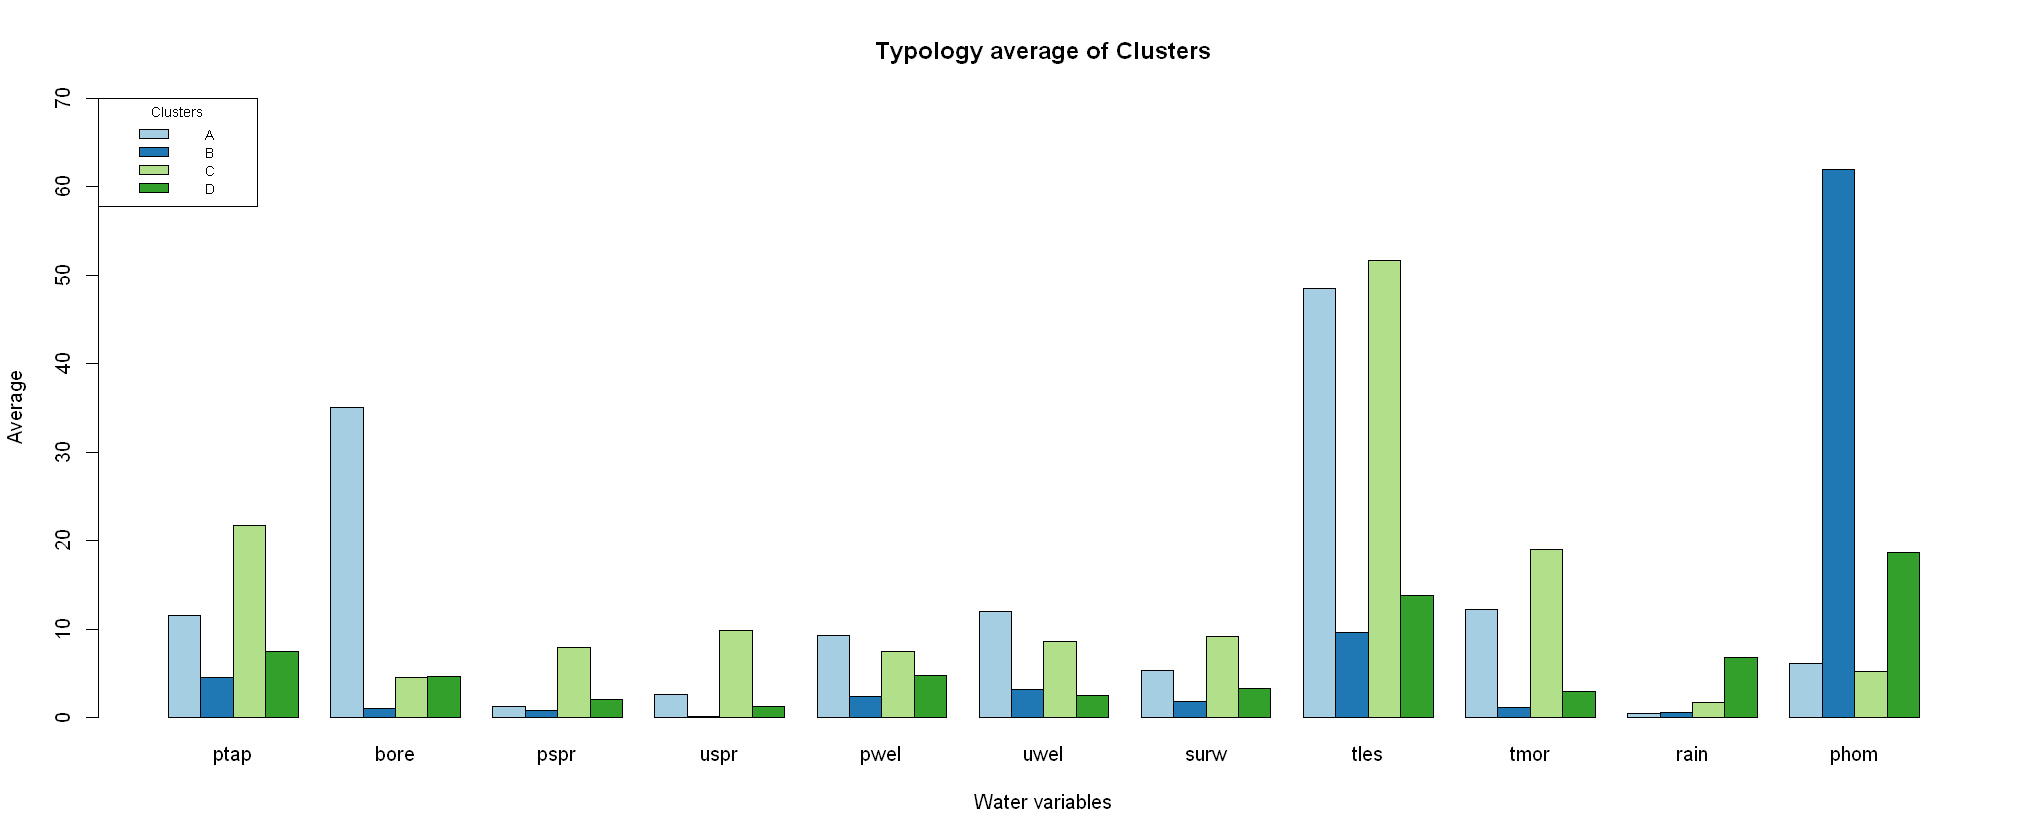 Typology average of Clusters
Clusters
A
B
C
D
Average
70
60
50
40
30
20
10
0
ptap bore pspr uspr pwel uwel surw tles tmor rain phom
Water variables